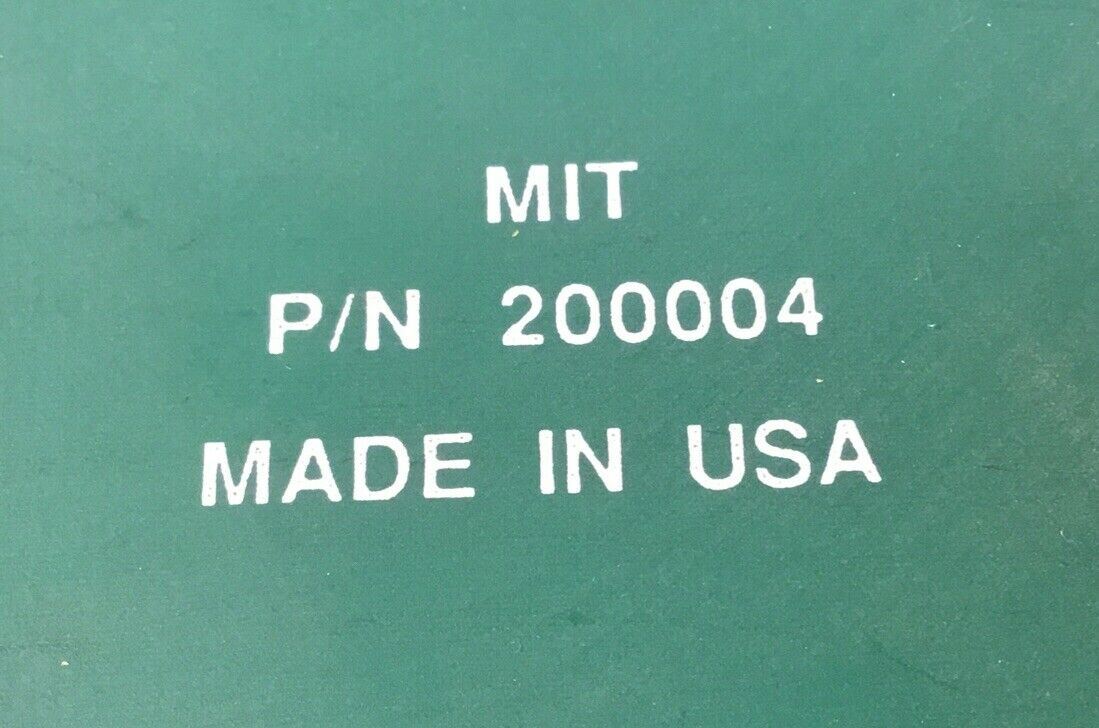 MIT
P/N 200004
MADE IN USA